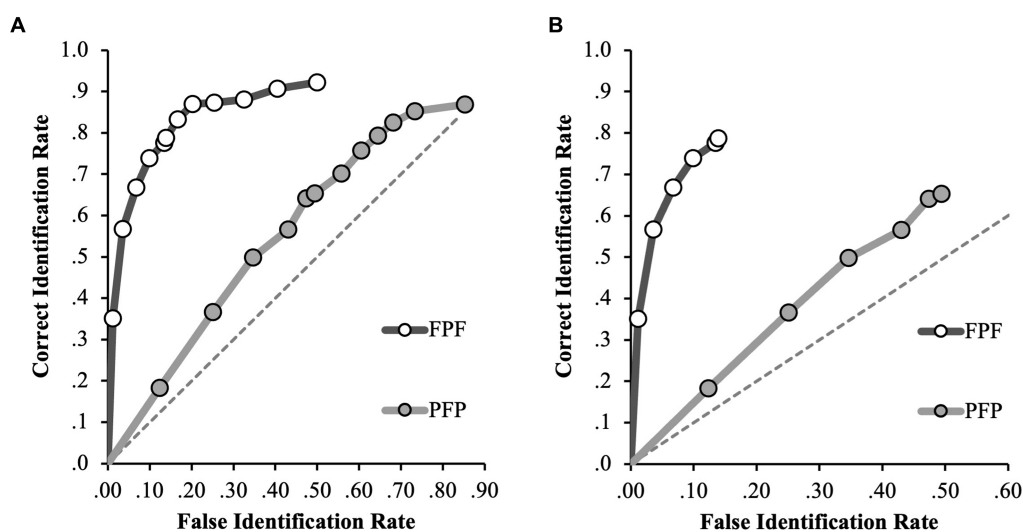 A
1.0
.9
.8
.7
.6
.5
.4
.3
.2
.1
.0
Correct Identification Rate
FPF
PFP
.00 .10 .20 .30 .40 .50 .60 .70 .80 .90
False Identification Rate
B
1.0
.9
.8
.7
.6
.5
.4
.3
.2
.1
.0
Correct Identification Rate
FPF
PFP
.00 .10 .20 .30 .40 .50 .60
False Identification Rate